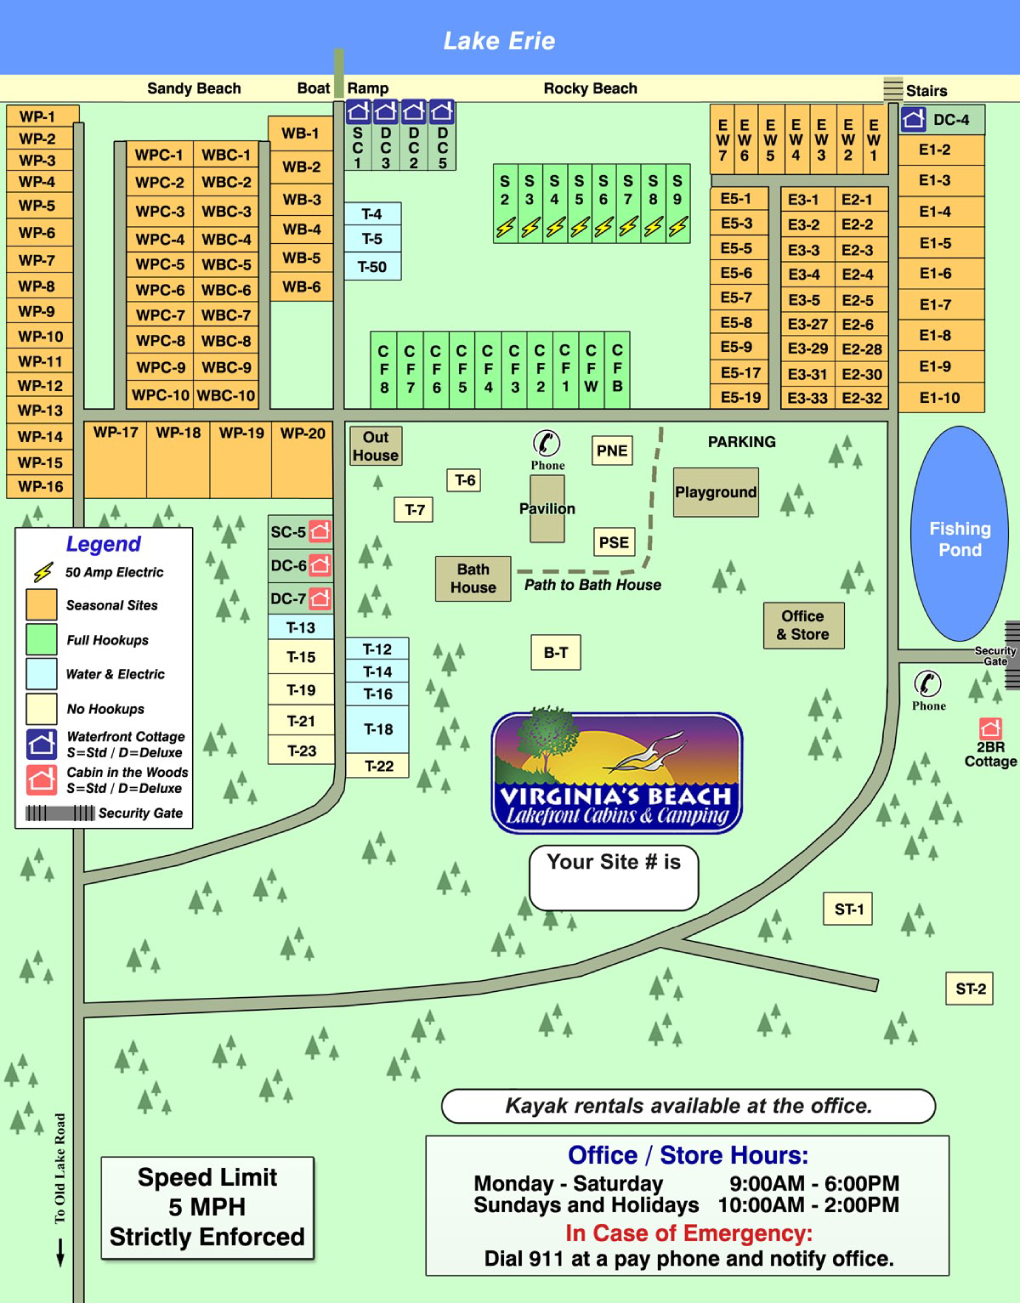 Lake Erie
Sandy Beach
Boat Ramp
Rocky Beach
Stairs
WP-1
WP-2
WP-3
WP-4
WP-5
WP-6
WP-7
WP-8
WP-9
WP-10
WP-11
WP-12
WP-13
WP-14
WP-15
WP-16
WPC-1 WBC-1
WPC-2 WBC-2
WPC-3 WBC-3
WPC-4 WBC-4
WPC-5 WBC-5
WPC-6 WBC-6
WPC-7 WBC-7
WPC-8 WBC-8
WPC-9 WBC-9
WPC-10 WBC-10
WB-1
WB-2
WB-3
WB-4
WB-5
WB-6
SC1
DC3
DC2
DC5
T-4
T-5
T-50
S2
S3
S4
S5
S6
S7
S8
S9
CF8
CF7
CF6
CF5
CF4
CF3
CF2
CF1
CFW
CFB
EW7
EW6
EW5
EW4
EW3
EW2
EW1
E5-1
E5-3
E5-5
E5-6
E5-7
E5-8
E5-9
E5-17
E5-19
E3-1 E2-1
E3-2 E2-2
E3-3 E2-3
E3-4 E2-4
E3-5 E2-5
E3-27 E2-6
E3-29 E2-28
E3-31 E2-30
E3-33 E2-32
DC-4
E1-2
E1-3
E1-4
E1-5
E1-6
E1-7
E1-8
E1-9
E1-10
WP-17 WP-18 WP-19 WP-20
Out
House
Phone
PNE
PARKING
T-6
T-7
Pavilion
Playground
PSE
Bath
House
Path to Bath House
Office
& Store
B-T
Fishing
Pond
Security
Gate
Phone
2BR
Cottage
SC-5
DC-6
DC-7
T-13
T-15
T-19
T-21
T-23
T-12
T-14
T-16
T-18
T-22
Legend
50 Amp Electric
Seasonal Sites
Full Hookups
Water & Electric
No Hookups
Waterfront Cottage
S=Std / D=Deluxe
Cabin in the Woods
S=Std / D=Deluxe
Security Gate
VIRGINIA'S BEACH
Lakefront Cabins & Camping
Your Site # is
ST-1
ST-2
To Old Lake Road
Kayak rentals available at the office.
Speed Limit
5 MPH
Strictly Enforced
Office / Store Hours:
Monday - Saturday 9:00AM - 6:00PM
Sundays and Holidays 10:00AM - 2:00PM
In Case of Emergency:
Dial 911 at a pay phone and notify office.